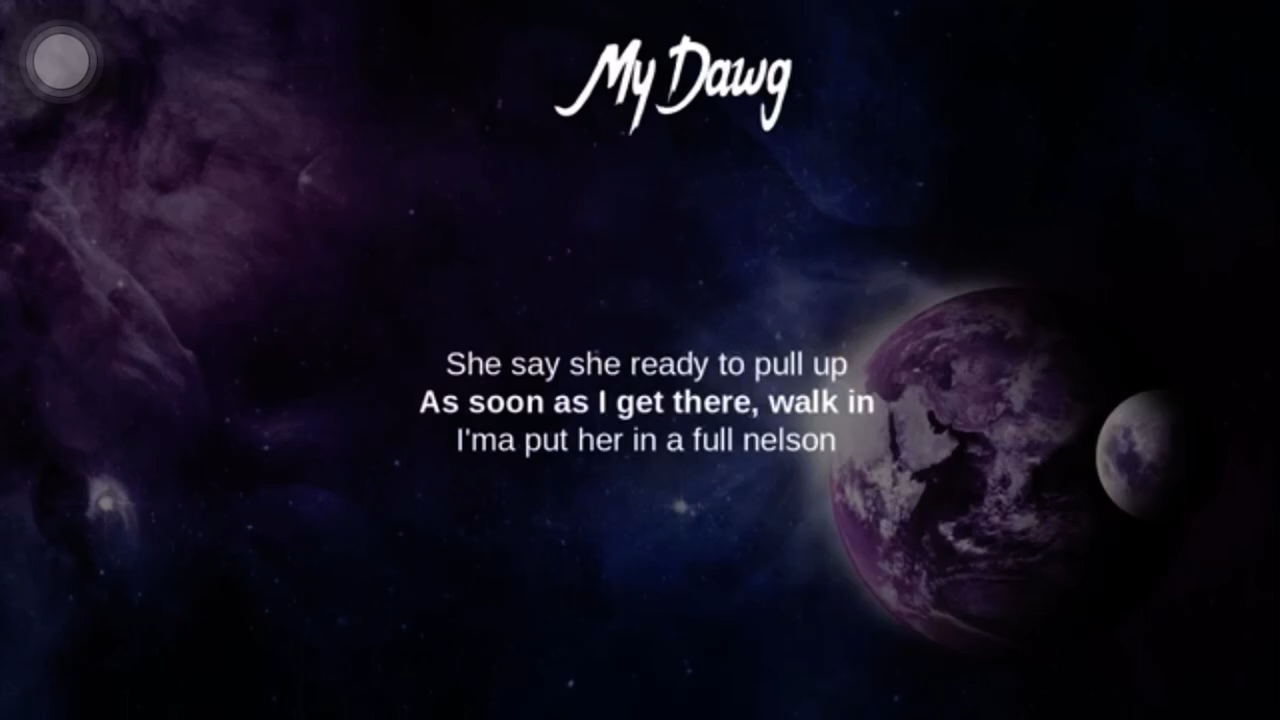 My Dawg
She say she ready to pull up
As soon as I get there, walk in
I'ma put her in a full nelson